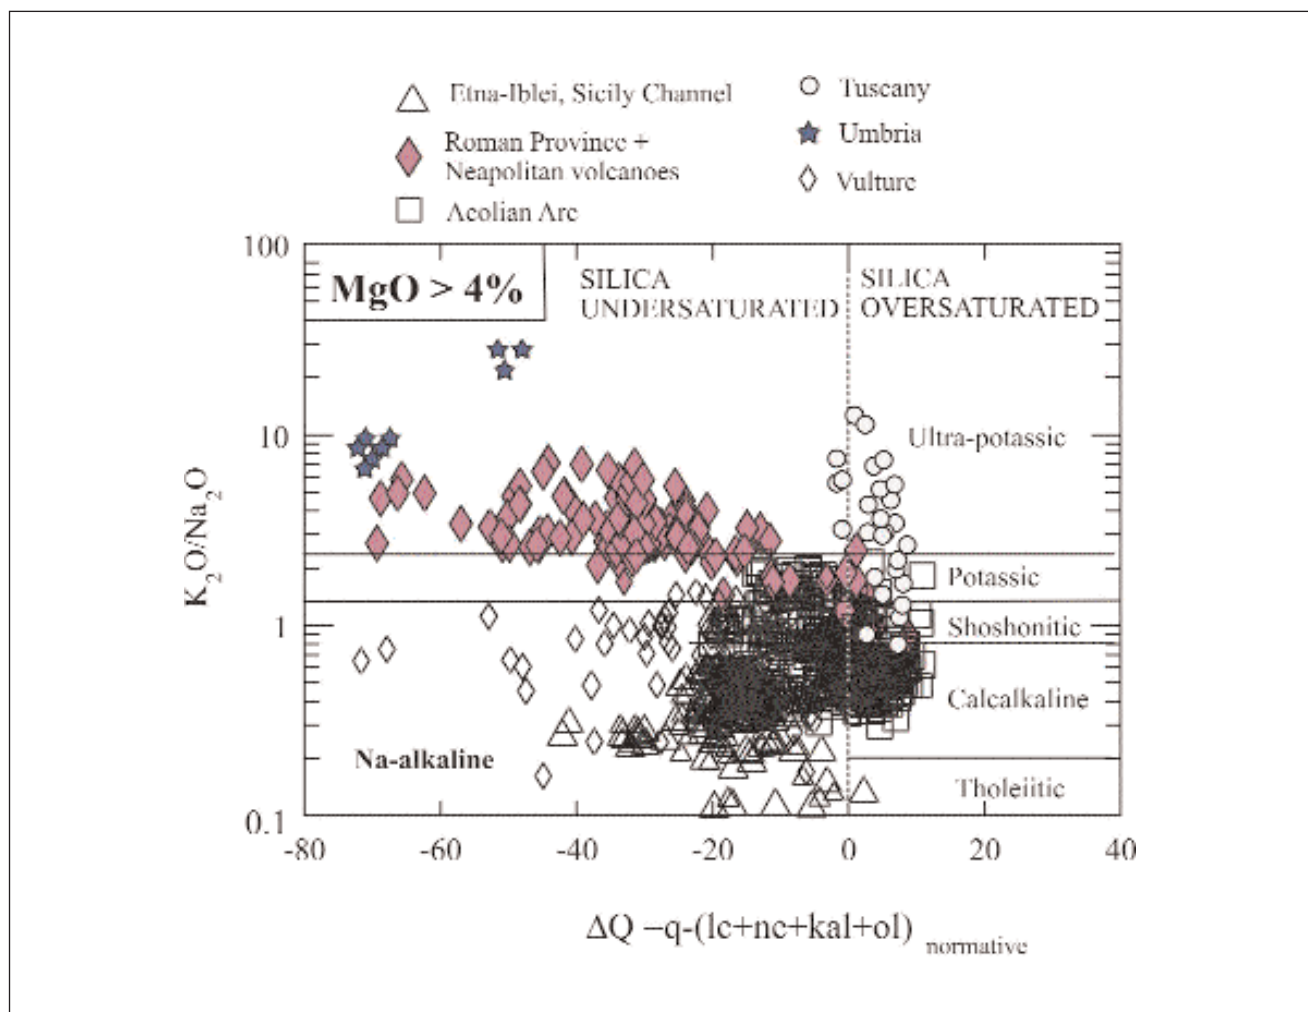 Etna-Iblei, Sicily Channel
Roman Province +
Neapolitan volcanoes
Aeolian Arc
Tuscany
Umbria
Vulture
100
10
1
0.1
K₂O/Na₂O
MgO > 4%
SILICA
UNDERSATURATED
SILICA
OVERSATURATED
Ultra-potassic
Potassic
Shoshonitic
Calcalkaline
Tholeiitic
Na-alkaline
-80 -60 -40 -20 0 20 40
ΔQ –q-(lc+ne+kal+ol) normative